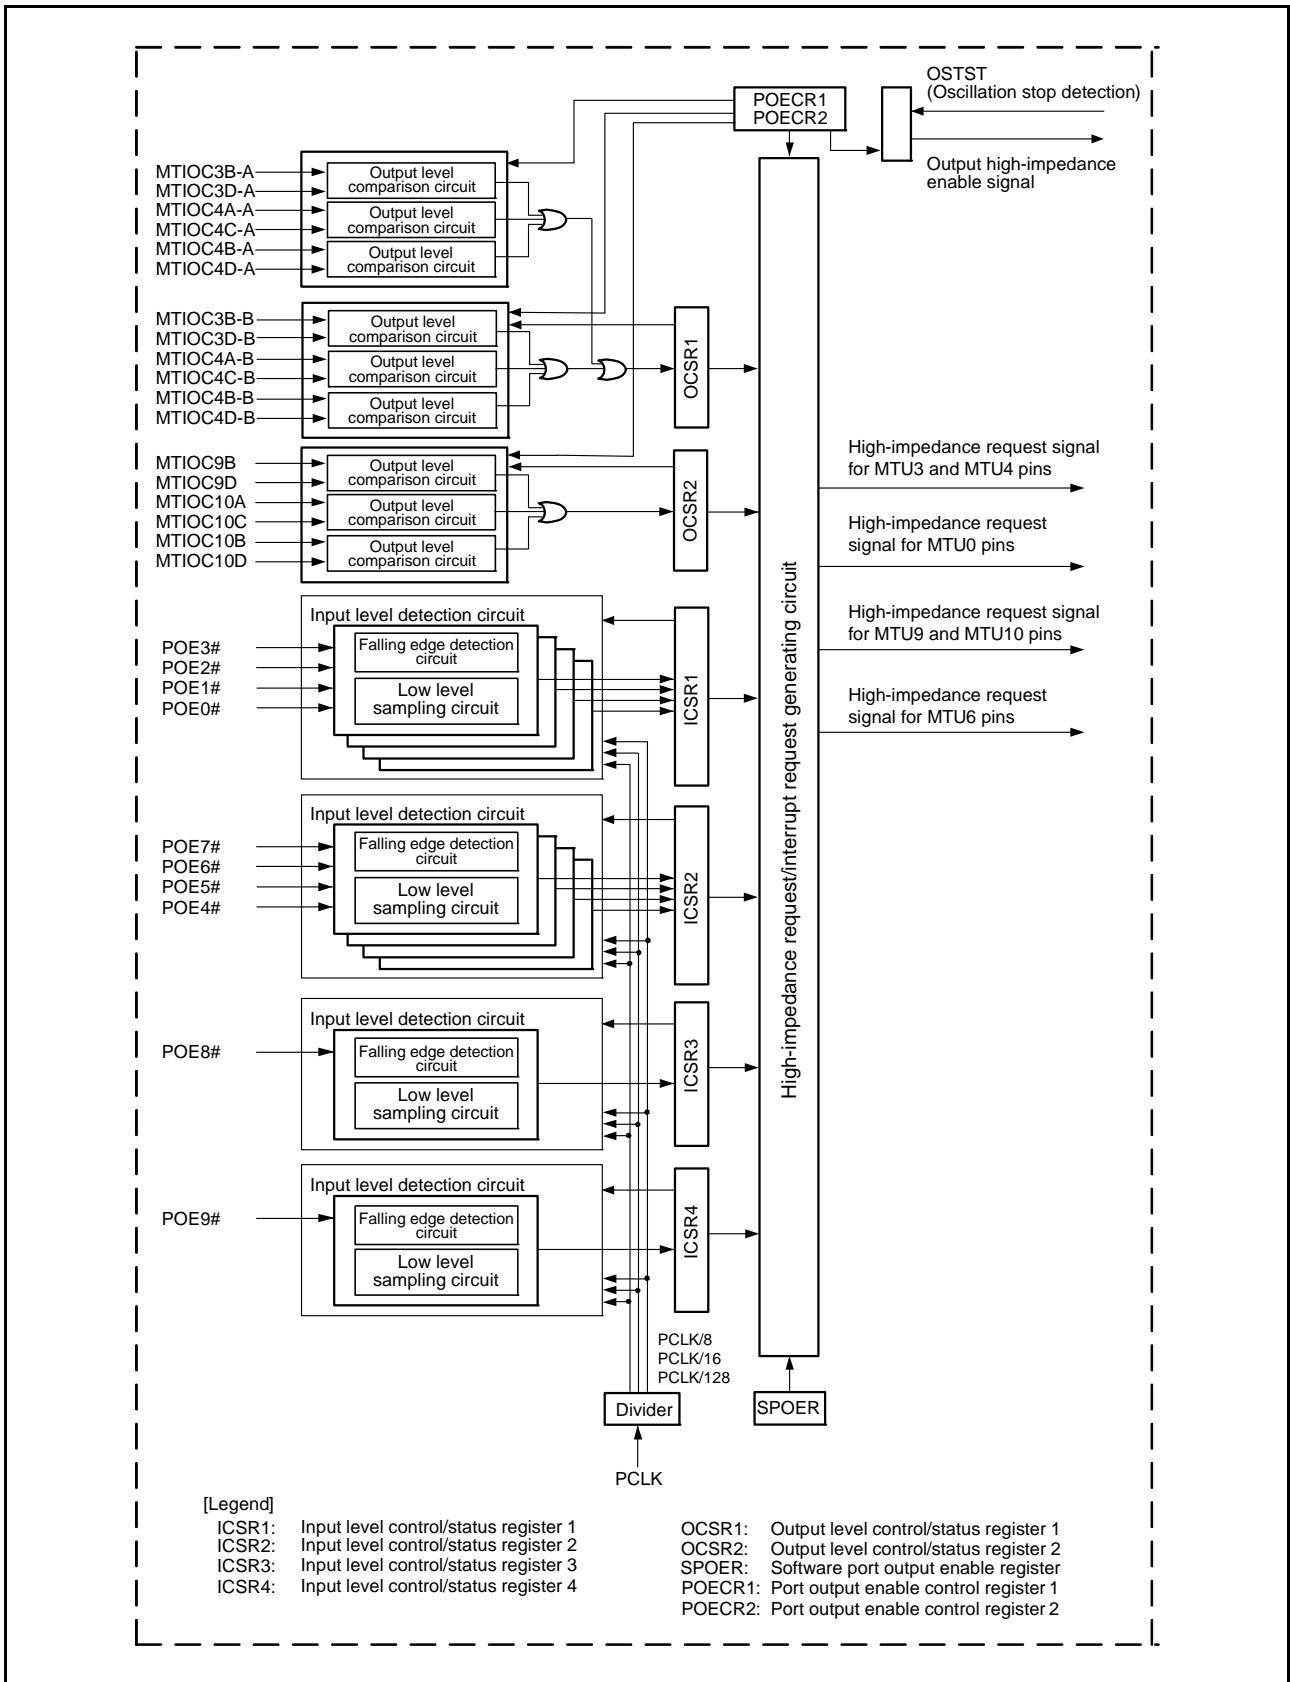 OSTST
(Oscillation stop detection)
POECR1
POECR2
Output high-impedance
enable signal
MTIOC3B-A
MTIOC3D-A
MTIOC4A-A
MTIOC4C-A
MTIOC4B-A
MTIOC4D-A
Output level
comparison circuit
Output level
comparison circuit
Output level
comparison circuit
MTIOC3B-B
MTIOC3D-B
MTIOC4A-B
MTIOC4C-B
MTIOC4B-B
MTIOC4D-B
Output level
comparison circuit
Output level
comparison circuit
Output level
comparison circuit
OCSR1
MTIOC9B
MTIOC9D
MTIOC10A
MTIOC10C
MTIOC10B
MTIOC10D
Output level
comparison circuit
Output level
comparison circuit
Output level
comparison circuit
OCSR2
High-impedance request signal
for MTU3 and MTU4 pins
High-impedance request
signal for MTU0 pins
High-impedance request signal
for MTU9 and MTU10 pins
High-impedance request
signal for MTU6 pins
High-impedance request/interrupt request generating circuit
Input level detection circuit
POE3#
POE2#
POE1#
POE0#
Falling edge detection
circuit
Low level
sampling circuit
ICSR1
Input level detection circuit
POE7#
POE6#
POE5#
POE4#
Falling edge detection
circuit
Low level
sampling circuit
ICSR2
Input level detection circuit
POE8#
Falling edge detection
circuit
Low level
sampling circuit
ICSR3
Input level detection circuit
POE9#
Falling edge detection
circuit
Low level
sampling circuit
ICSR4
PCLK/8
PCLK/16
PCLK/128
Divider
SPOER
PCLK
[Legend]
ICSR1: Input level control/status register 1
ICSR2: Input level control/status register 2
ICSR3: Input level control/status register 3
ICSR4: Input level control/status register 4
OCSR1: Output level control/status register 1
OCSR2: Output level control/status register 2
SPOER: Software port output enable register
POECR1: Port output enable control register 1
POECR2: Port output enable control register 2